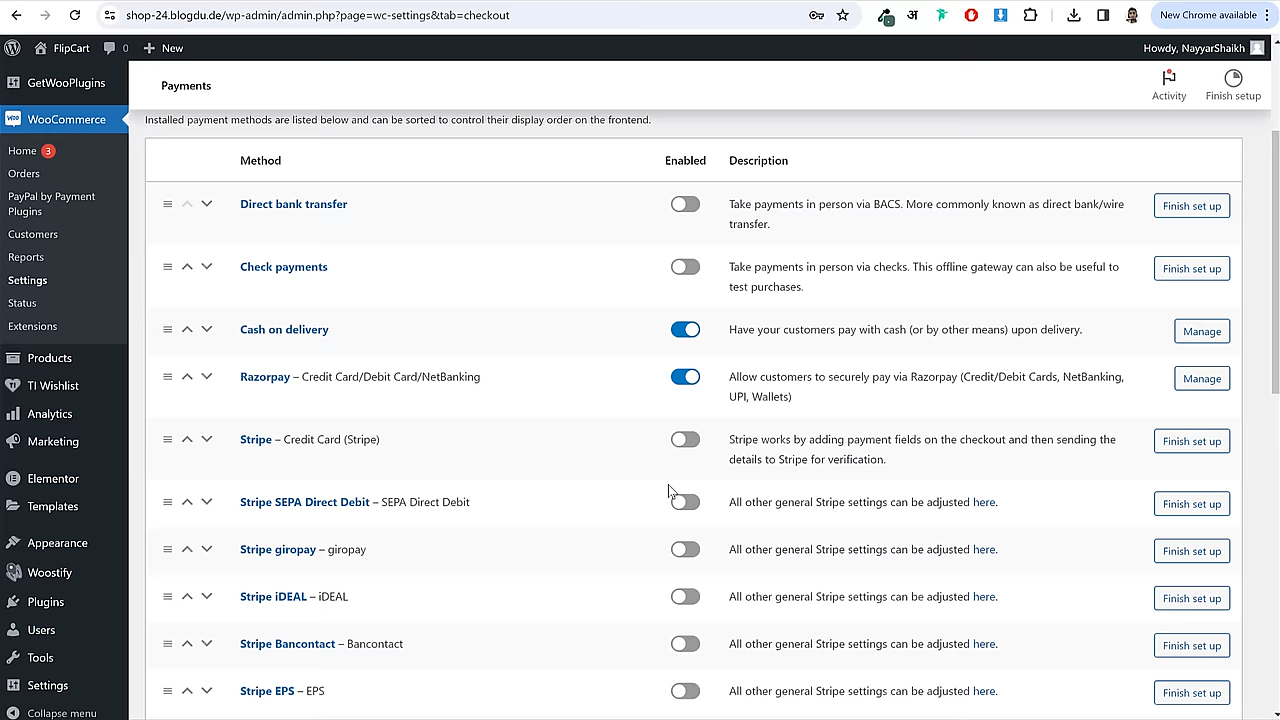 shop-24.blogdu.de/wp-admin/admin.php?page=wc-settings&tab=checkout
अ
New Chrome available
FlipCart
0
New
Howdy, NayyarShaikh
GetWooPlugins
WooCommerce
Home 3
Orders
PayPal by Payment
Plugins
Customers
Reports
Settings
Status
Extensions
Products
TI Wishlist
Analytics
Marketing
Elementor
Templates
Appearance
Woostify
Plugins
Users
Tools
Settings
Collapse menu
Payments
Activity
Finish setup
Installed payment methods are listed below and can be sorted to control their display order on the frontend.
Method
Enabled
Description
Direct bank transfer
Take payments in person via BACS. More commonly known as direct bank/wire
transfer.
Finish set up
Check payments
Take payments in person via checks. This offline gateway can also be useful to
test purchases.
Finish set up
Cash on delivery
Have your customers pay with cash (or by other means) upon delivery.
Manage
Razorpay – Credit Card/Debit Card/NetBanking
Allow customers to securely pay via Razorpay (Credit/Debit Cards, NetBanking,
UPI, Wallets)
Manage
Stripe – Credit Card (Stripe)
Stripe works by adding payment fields on the checkout and then sending the
details to Stripe for verification.
Finish set up
Stripe SEPA Direct Debit – SEPA Direct Debit
All other general Stripe settings can be adjusted here.
Finish set up
Stripe giropay – giropay
All other general Stripe settings can be adjusted here.
Finish set up
Stripe iDEAL – iDEAL
All other general Stripe settings can be adjusted here.
Finish set up
Stripe Bancontact – Bancontact
All other general Stripe settings can be adjusted here.
Finish set up
Stripe EPS – EPS
All other general Stripe settings can be adjusted here.
Finish set up